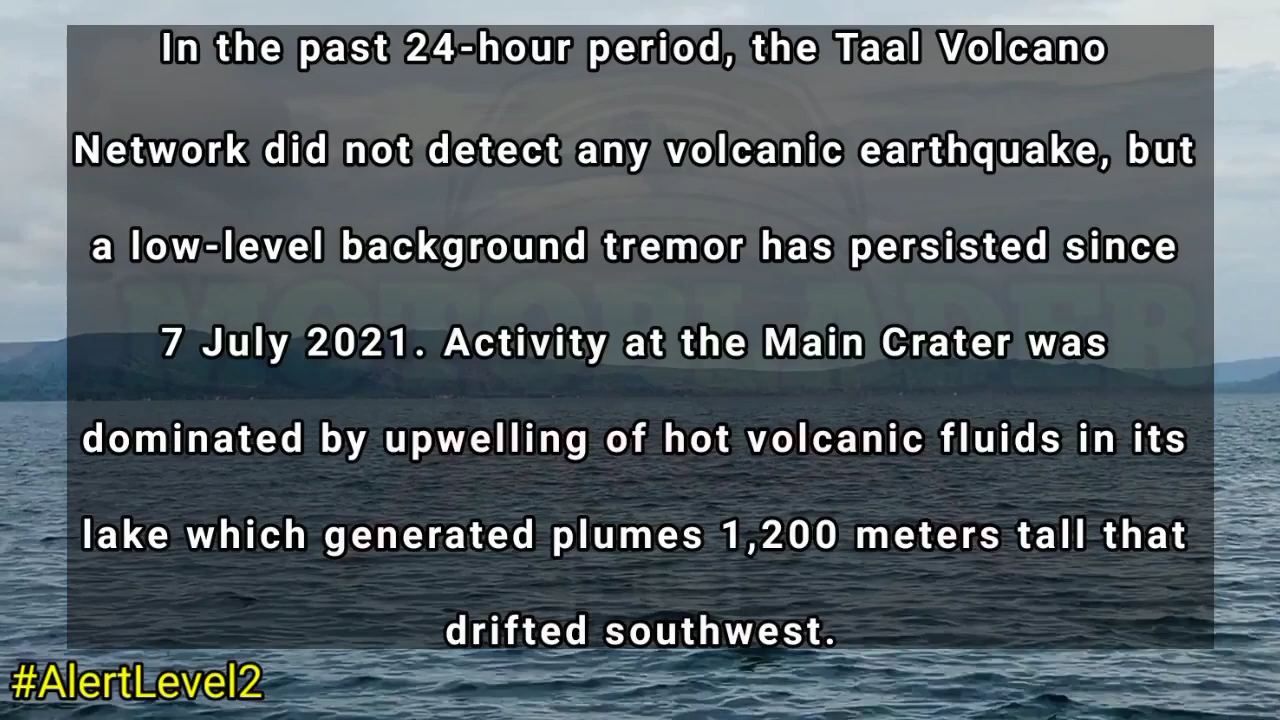 In the past 24-hour period, the Taal Volcano
Network did not detect any volcanic earthquake, but
a low-level background tremor has persisted since
7 July 2021. Activity at the Main Crater was
dominated by upwelling of hot volcanic fluids in its
lake which generated plumes 1,200 meters tall that
drifted southwest.
MOTOBLADER
#AlertLevel2